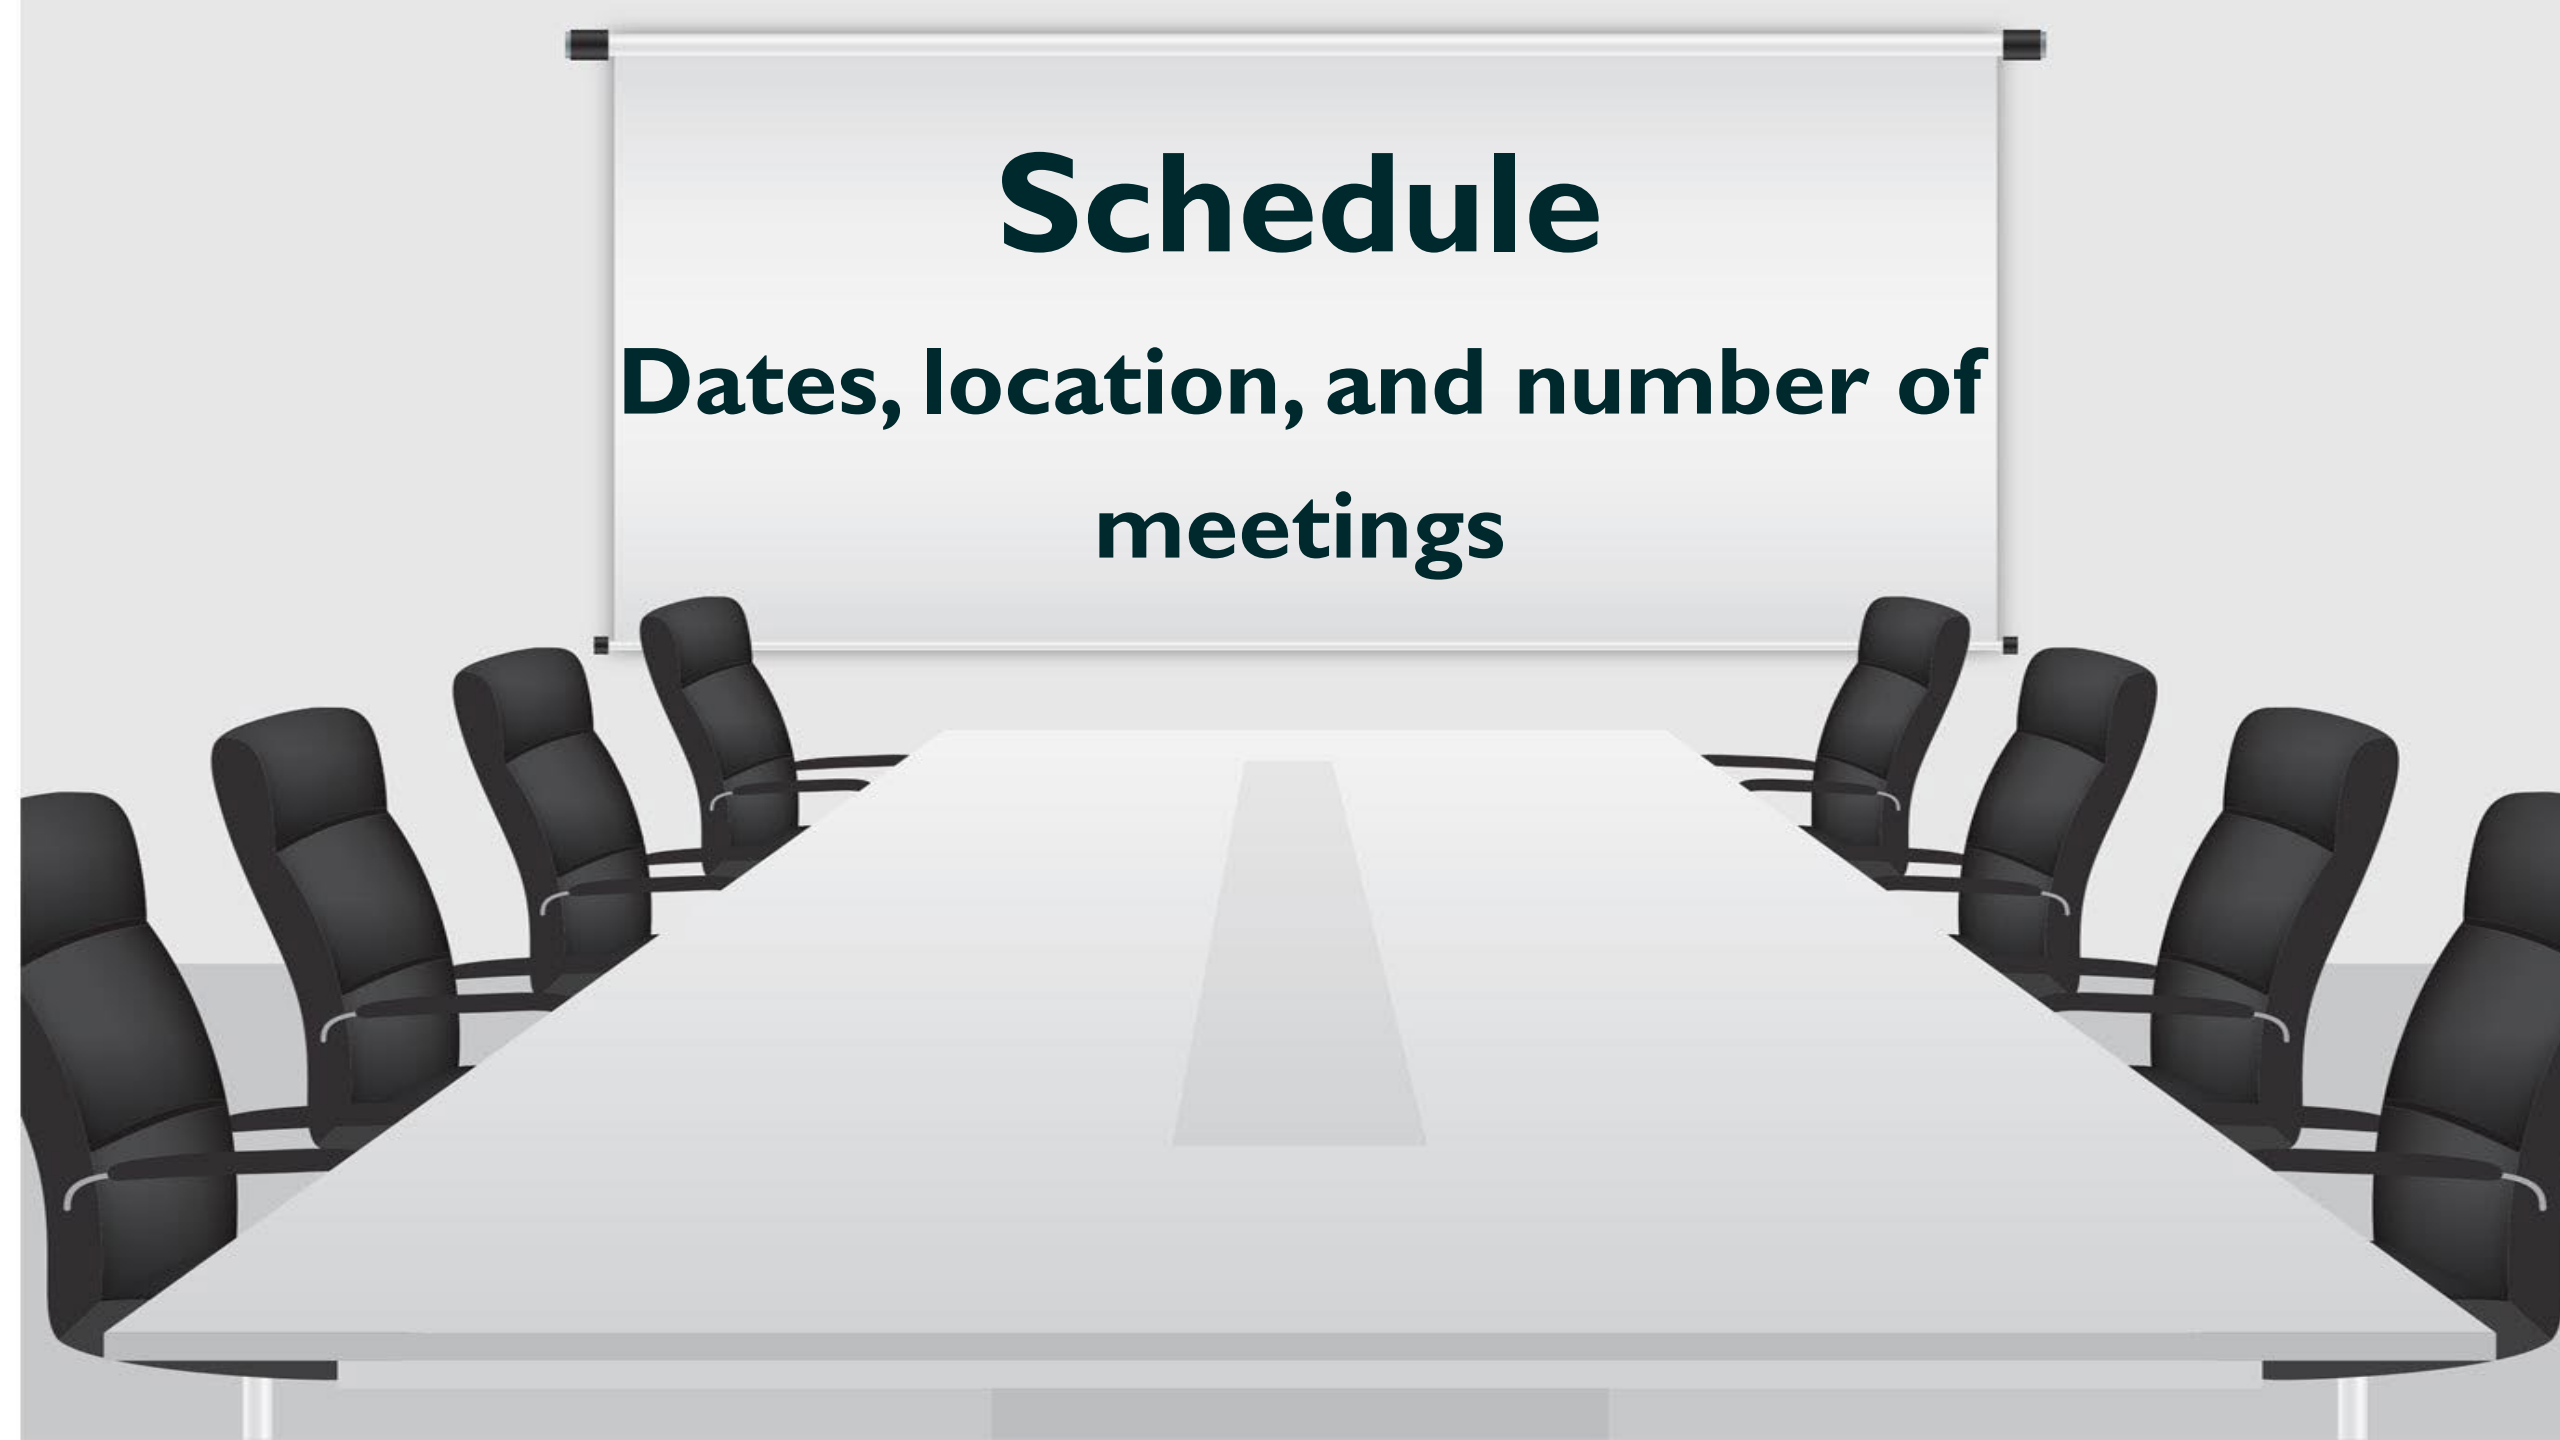 Schedule
Dates, location, and number of
meetings